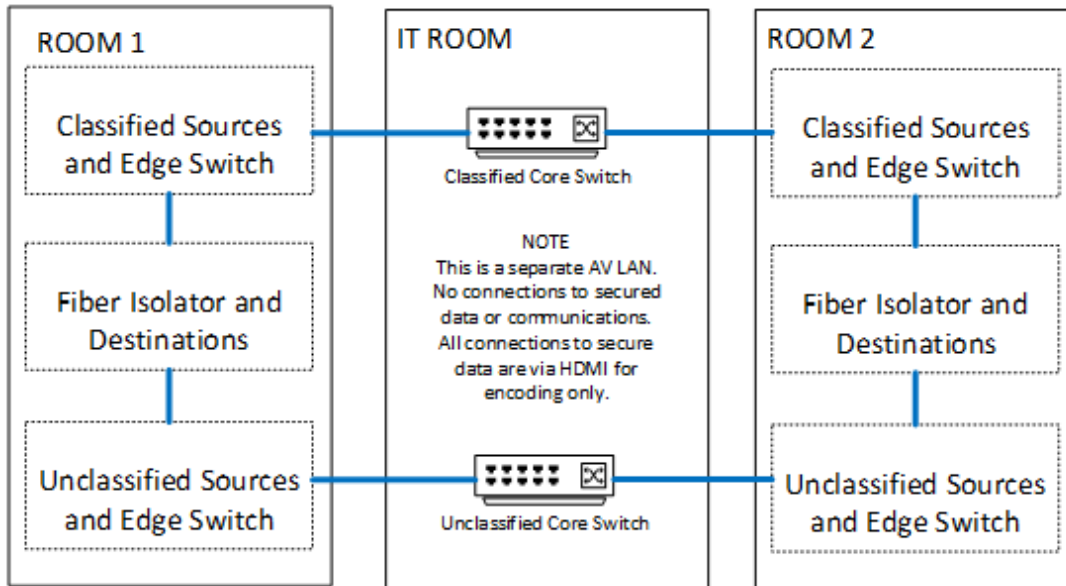 ROOM 1
Classified Sources
and Edge Switch
Fiber Isolator and
Destinations
Unclassified Sources
and Edge Switch
IT ROOM
Classified Core Switch
NOTE
This is a separate AV LAN.
No connections to secured
data or communications.
All connections to secure
data are via HDMI for
encoding only.
Unclassified Core Switch
ROOM 2
Classified Sources
and Edge Switch
Fiber Isolator and
Destinations
Unclassified Sources
and Edge Switch